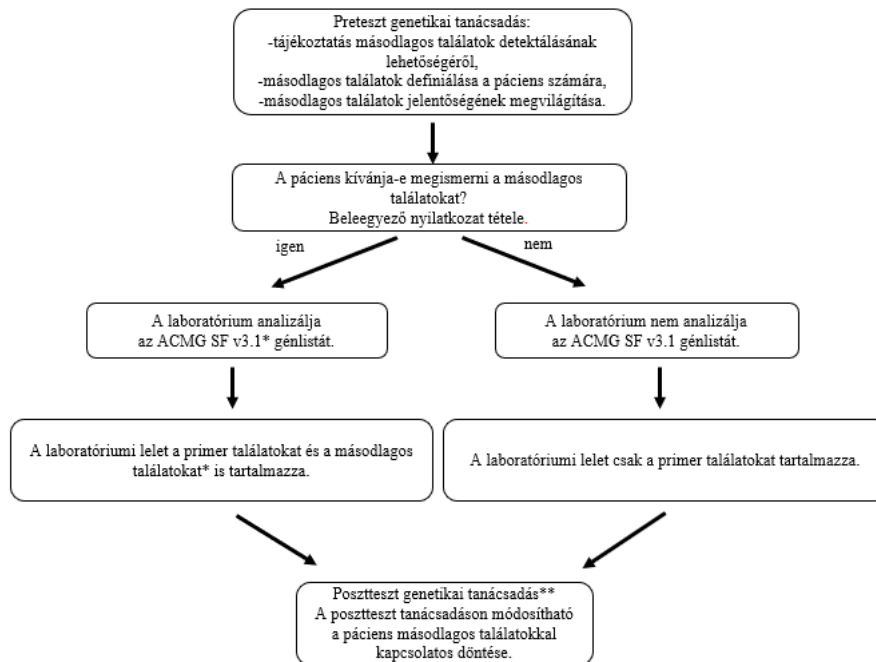 Preteszt genetikai tanácsadás:
-tájékoztatás másodlagos találatok detektálásának
lehetőségéről,
-másodlagos találatok definiálása a páciens számára,
-másodlagos találatok jelentőségének megvilágítása.
A páciens kívánja-e megismerni a másodlagos
találatokat?
Beleegyező nyilatkozat tétele.
igen
nem
A laboratórium analizálja
az ACMG SF v3.1* génlistát.
A laboratórium nem analizálja
az ACMG SF v3.1 génlistát.
A laboratóriumi lelet a primer találatokat és a másodlagos
találatokat* is tartalmazza.
A laboratóriumi lelet csak a primer találatokat tartalmazza.
Posztteszt genetikai tanácsadás**
A posztteszt tanácsadáson módosítható
a páciens másodlagos találatokkal
kapcsolatos döntése.